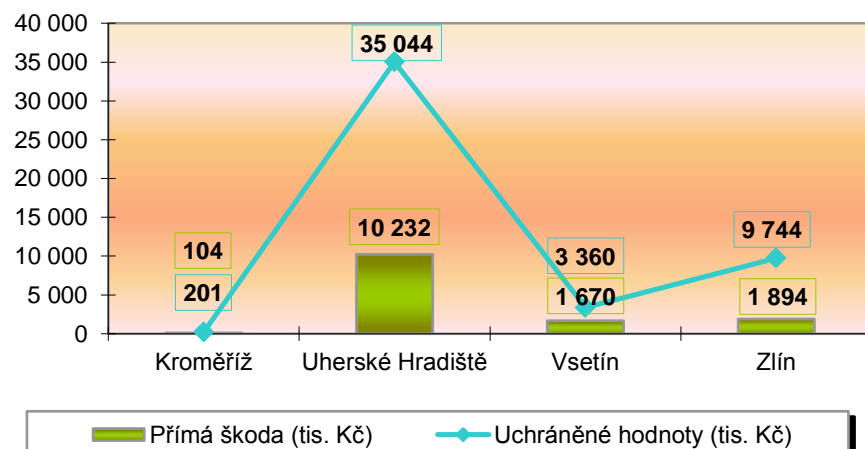 40 000
35 000
30 000
25 000
20 000
15 000
10 000
5 000
0
35 044
10 232
104
201
3 360
1 670
9 744
1 894
Kroměříž
Uherské Hradiště
Vsetín
Zlín
Přímá škoda (tis. Kč)
Uchráněné hodnoty (tis. Kč)